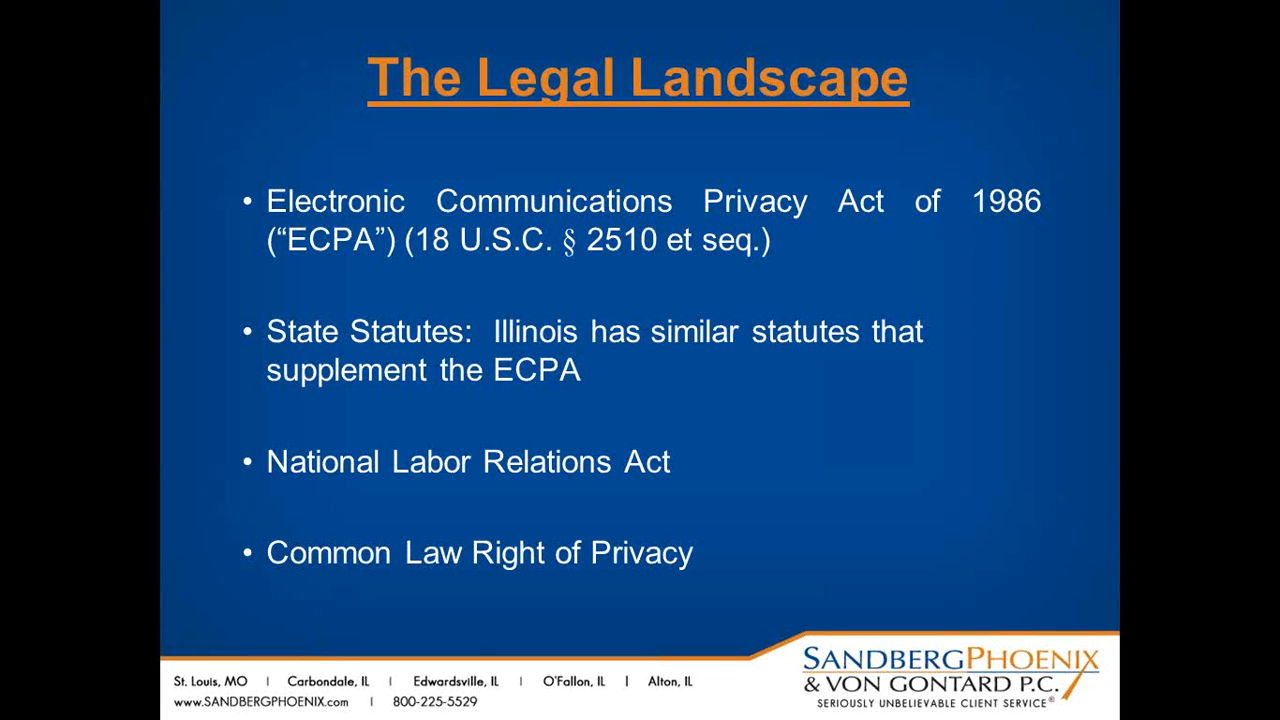 The Legal Landscape
• Electronic Communications Privacy Act of 1986
(“ECPA”) (18 U.S.C. § 2510 et seq.)
• State Statutes: Illinois has similar statutes that
supplement the ECPA
• National Labor Relations Act
• Common Law Right of Privacy
St. Louis, MO | Carbondale, IL | Edwardsville, IL | O'Fallon, IL | Alton, IL
www.SANDBERGPHOENIX.com | 800-225-5529
SANDBERGPHOENIX
& VON GONTARD P.C.
SERIOUSLY UNBELIEVABLE CLIENT SERVICE®